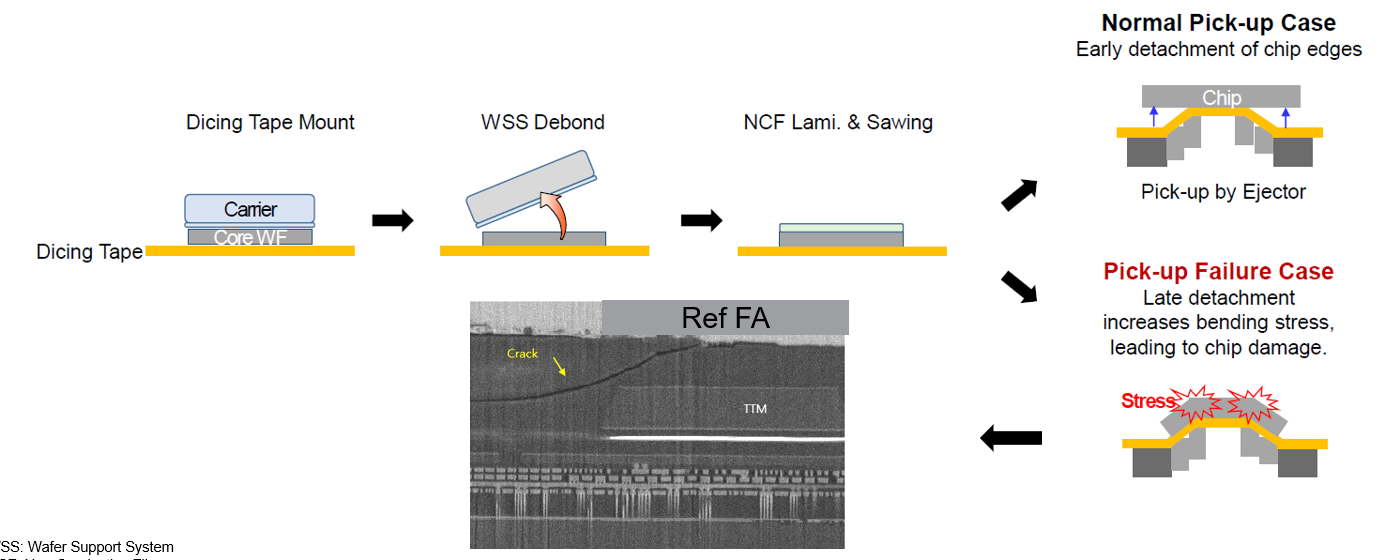 Normal Pick-up Case
Early detachment of chip edges
Chip
Pick-up by Ejector
Dicing Tape Mount
WSS Debond
NCF Lami. & Sawing
Carrier
Core WF
Dicing Tape
Pick-up Failure Case
Late detachment
increases bending stress,
leading to chip damage.
Stress
Ref FA
Crack
TTM
SS: Wafer Support System